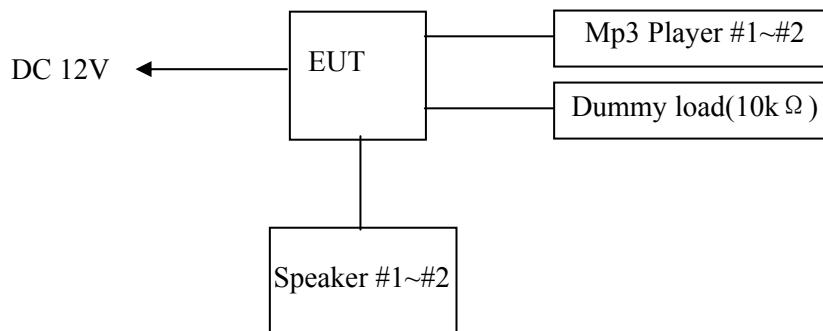 Mp3 Player #1~#2
DC 12V
EUT
Dummy load(10kΩ)
Speaker #1~#2